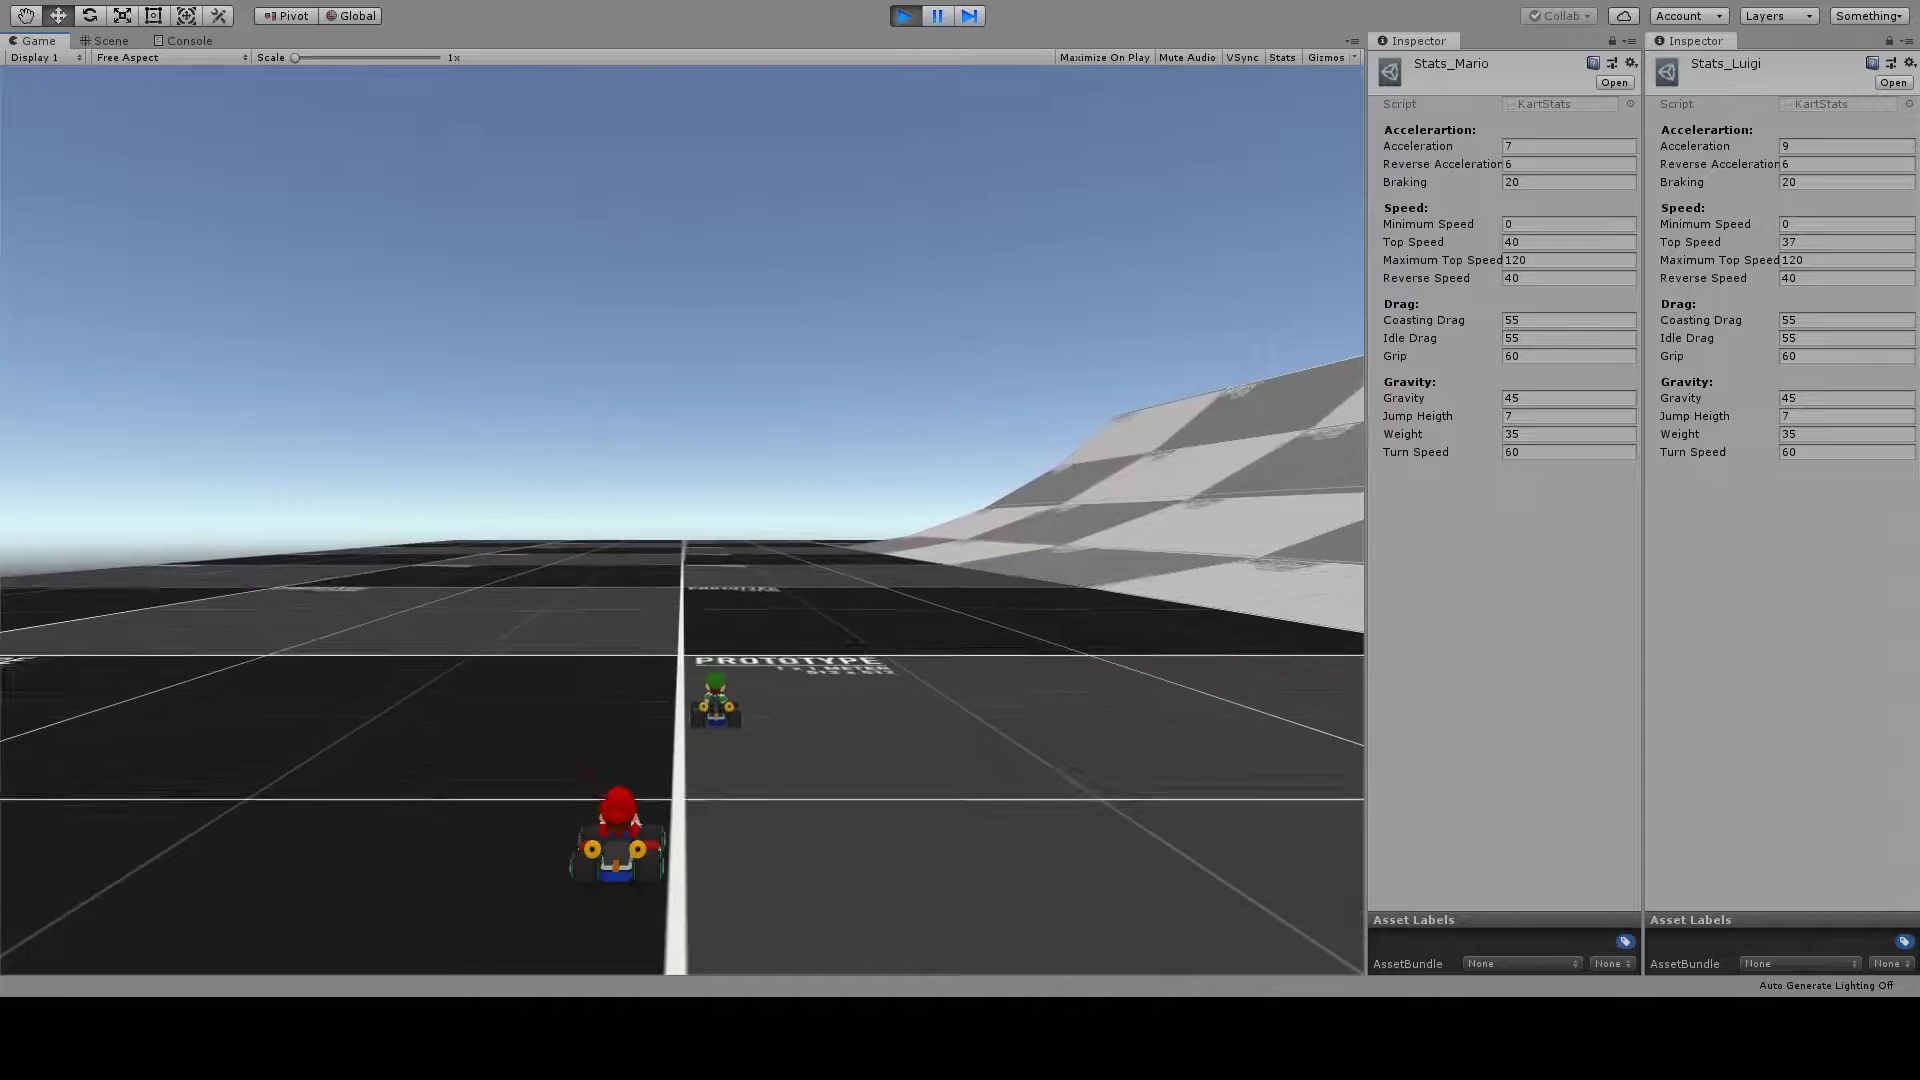 Pivot Global Collab Account Layers Something
Game Scene Console Inspector Inspector
Display 1 Free Aspect Scale 1x Maximize On Play Mute Audio VSync Stats Gizmos
Stats_Mario
Open
Script KartStats
Accelerartion:
Acceleration 7
Reverse Acceleration 6
Braking 20
Speed:
Minimum Speed 0
Top Speed 40
Maximum Top Speed 120
Reverse Speed 40
Drag:
Coasting Drag 55
Idle Drag 55
Grip 60
Gravity:
Gravity 45
Jump Heigth 7
Weight 35
Turn Speed 60
Asset Labels
AssetBundle None None
Stats_Luigi
Open
Script KartStats
Accelerartion:
Acceleration 9
Reverse Acceleration 6
Braking 20
Speed:
Minimum Speed 0
Top Speed 37
Maximum Top Speed 120
Reverse Speed 40
Drag:
Coasting Drag 55
Idle Drag 55
Grip 60
Gravity:
Gravity 45
Jump Heigth 7
Weight 35
Turn Speed 60
Asset Labels
AssetBundle None None
PROTOTYPE
1 x 1 METER
512 x 512
Auto Generate Lighting Off